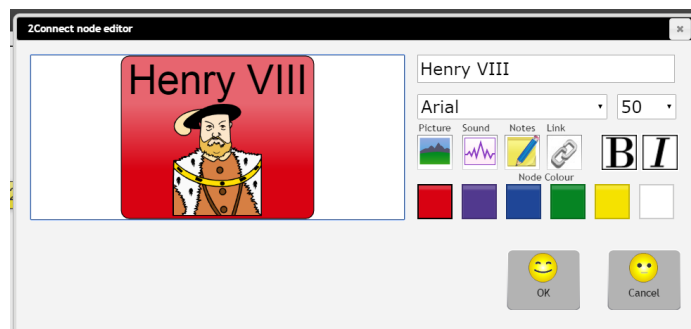 2Connect node editor
Henry VIII
Henry VIII
Arial 50
Picture Sound Notes Link
B I
Node Colour
OK Cancel